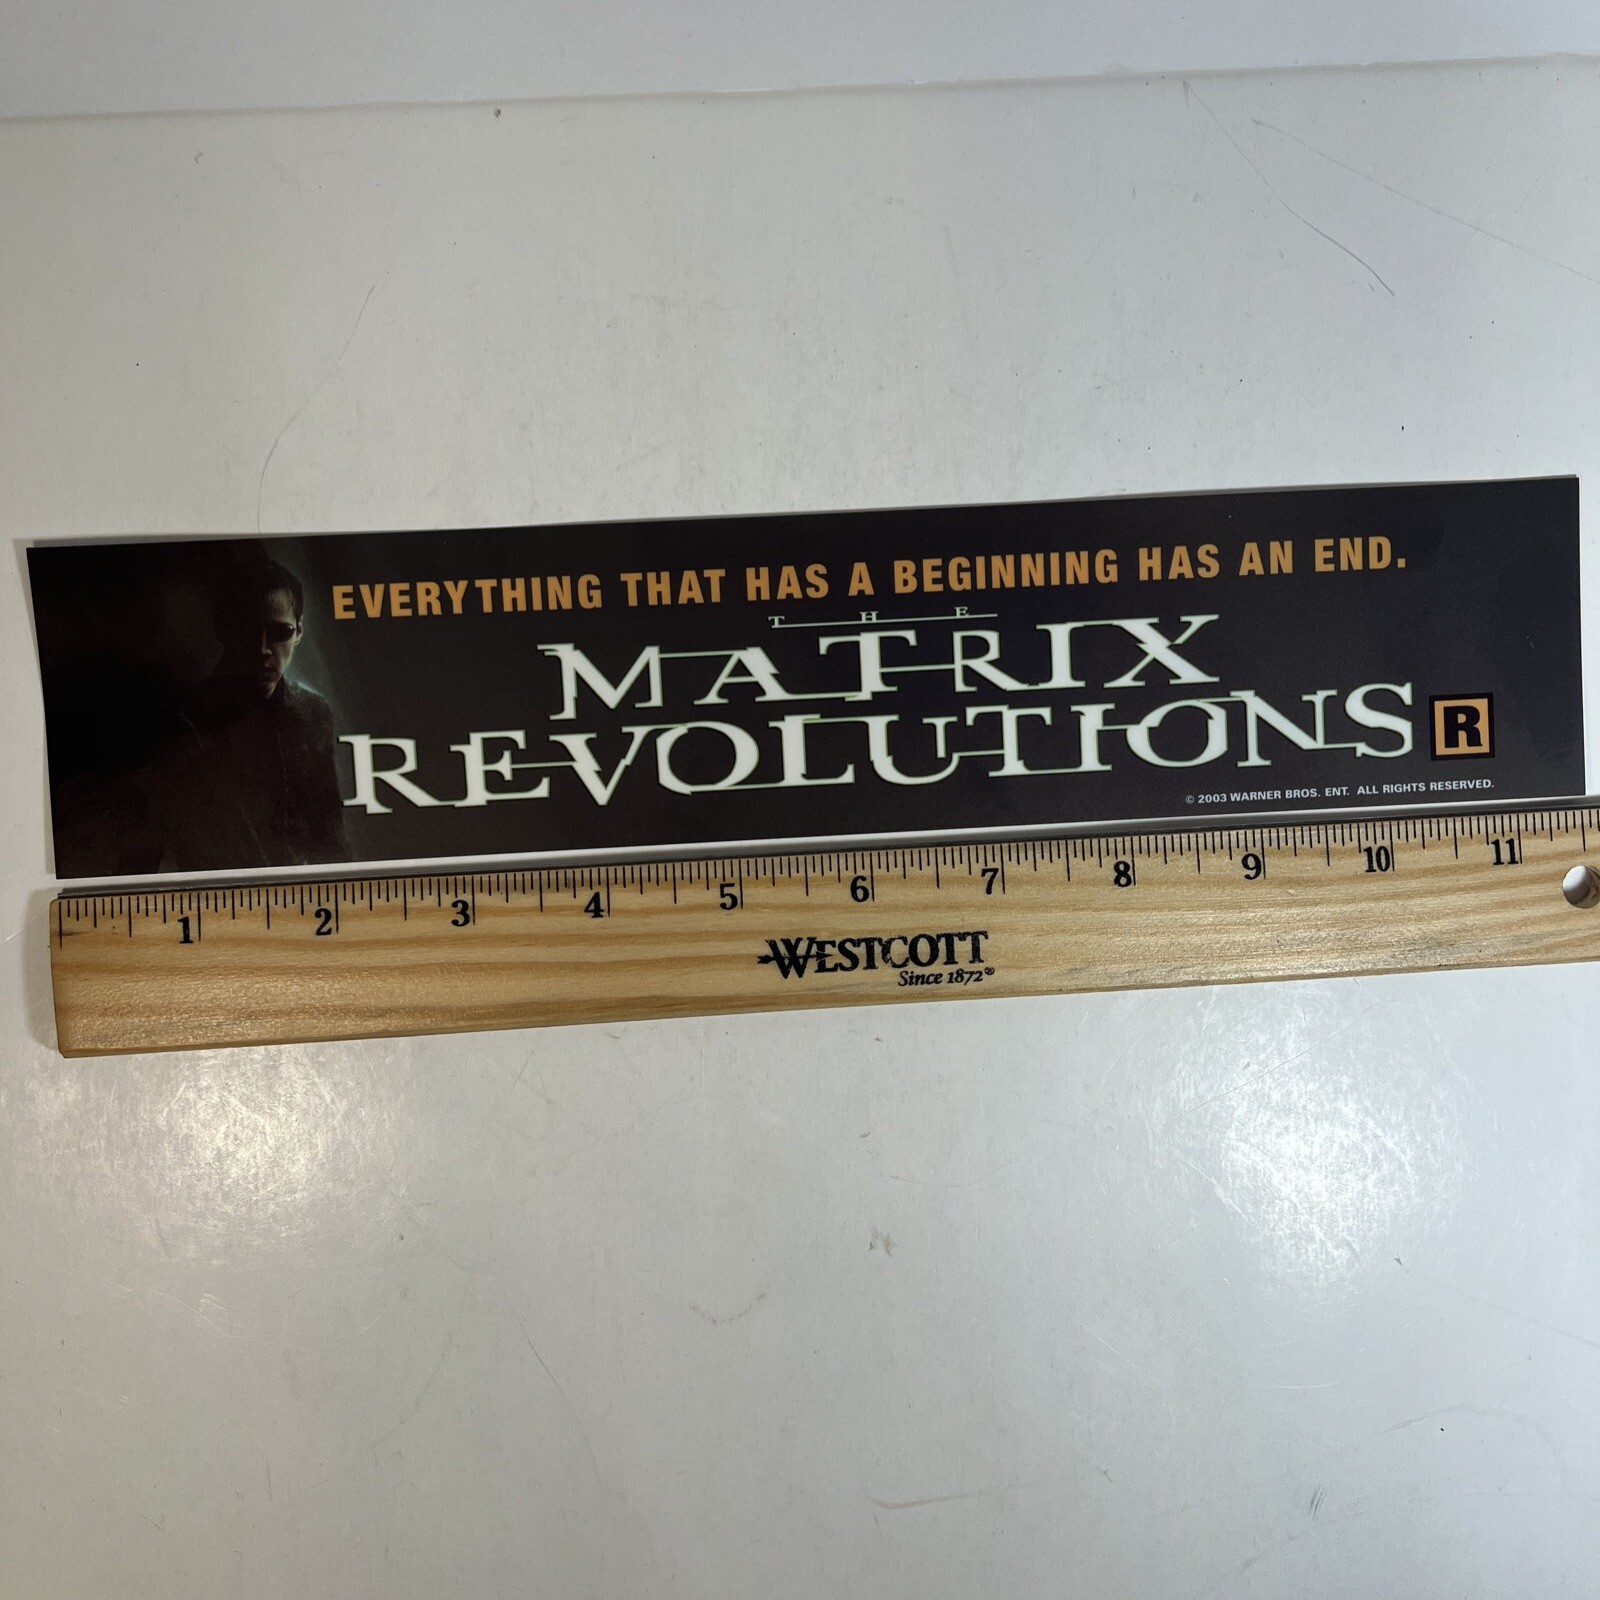 EVERYTHING THAT HAS A BEGINNING HAS AN END.
THE
MATRIX
REVOLUTIONS
R
© 2003 WARNER BROS. ENT. ALL RIGHTS RESERVED.
1 2 3 4 5 6 7 8 9 10 11
WESTCOTT
Since 1872®